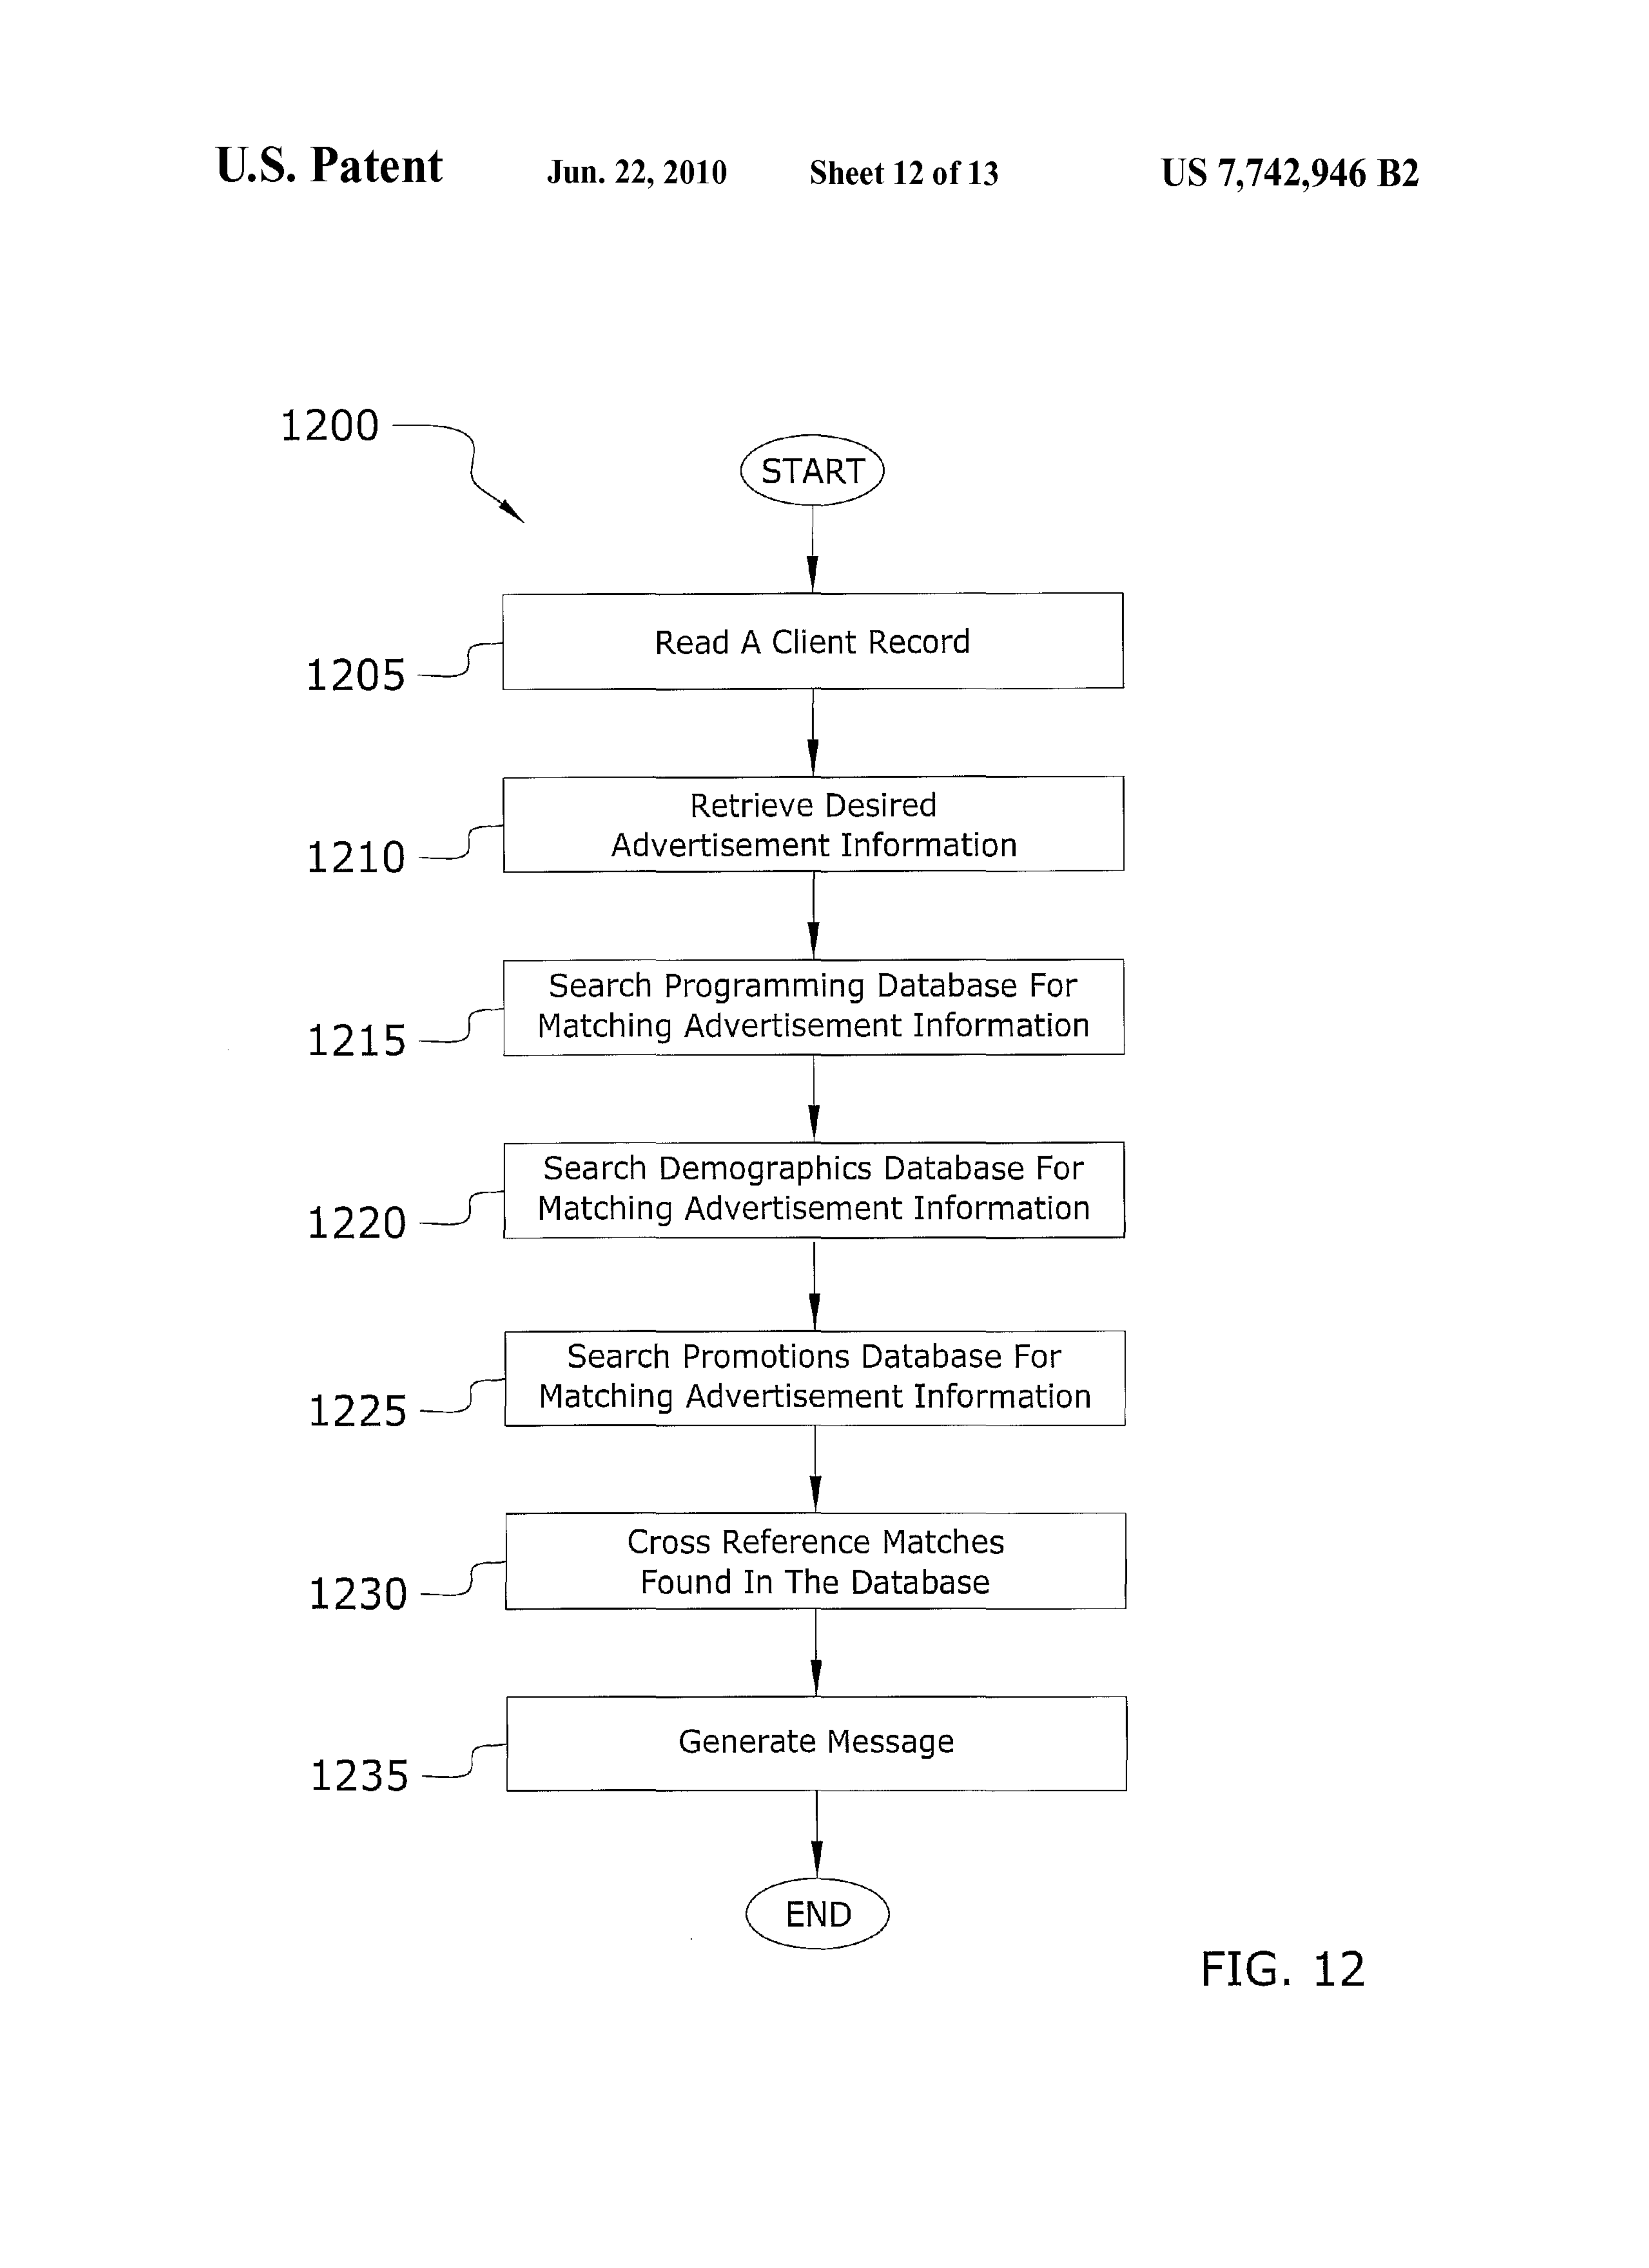 U.S. Patent Jun. 22, 2010 Sheet 12 of 13 US 7,742,946 B2
1200
START
Read A Client Record
1205
Retrieve Desired
Advertisement Information
1210
Search Programming Database For
Matching Advertisement Information
1215
Search Demographics Database For
Matching Advertisement Information
1220
Search Promotions Database For
Matching Advertisement Information
1225
Cross Reference Matches
Found In The Database
1230
Generate Message
1235
END
FIG. 12